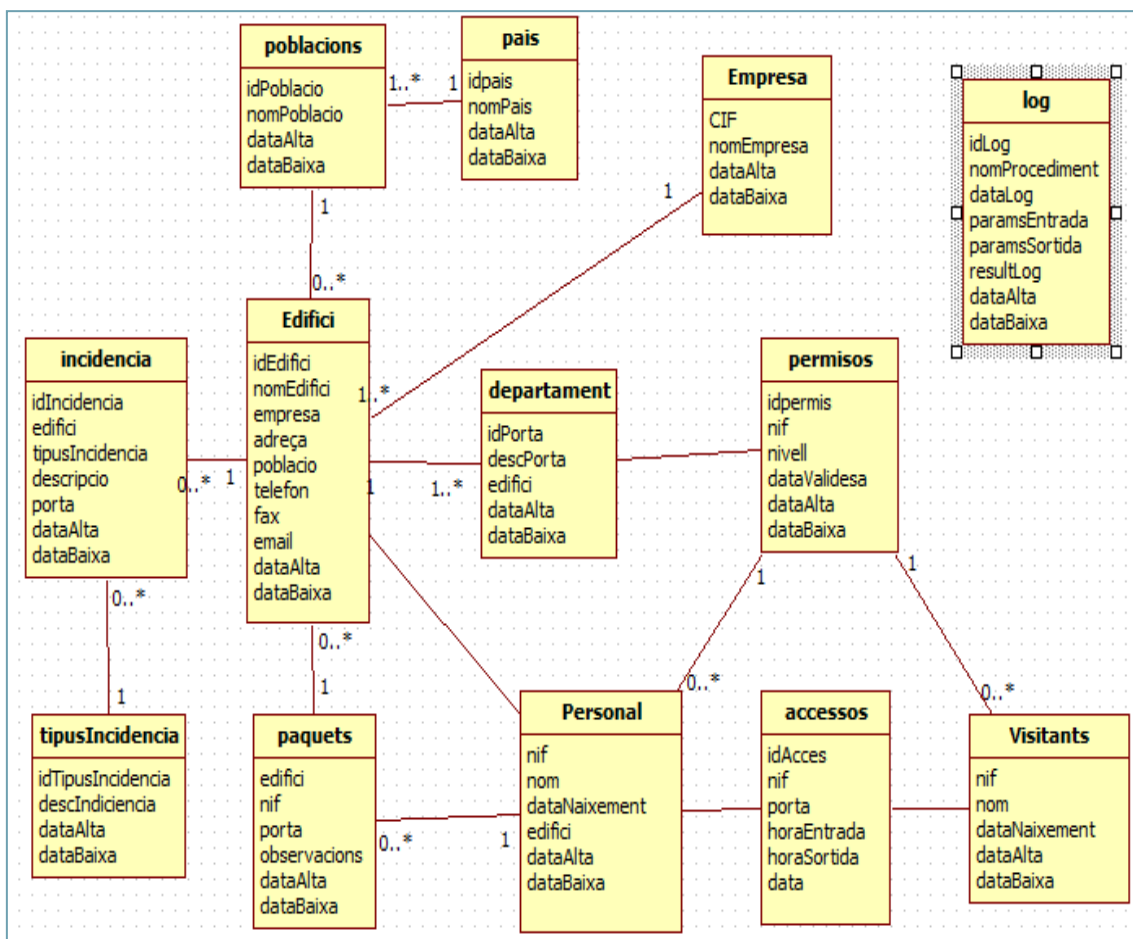 poblacions
idPoblacio
nomPoblacio
dataAlta
dataBaixa
1..*
1
pais
idpais
nomPais
dataAlta
dataBaixa
Empresa
CIF
nomEmpresa
dataAlta
dataBaixa
log
idLog
nomProcediment
dataLog
paramsEntrada
paramsSortida
resultLog
dataAlta
dataBaixa
1
0..*
1
1..*
incidencia
idIncidencia
edifici
tipusIncidencia
descripcio
porta
dataAlta
dataBaixa
0..*
1
Edifici
idEdifici
nomEdifici
empresa
adreça
poblacio
telefon
fax
email
dataAlta
dataBaixa
1
1..*
departament
idPorta
descPorta
edifici
dataAlta
dataBaixa
permisos
idpermis
nif
nivell
dataValidesa
dataAlta
dataBaixa
0..*
1
0..*
1
1
0..*
1
0..*
tipusIncidencia
idTipusIncidencia
descIndiciencia
dataAlta
dataBaixa
paquets
edifici
nif
porta
observacions
dataAlta
dataBaixa
0..*
1
Personal
nif
nom
dataNaixement
edifici
dataAlta
dataBaixa
accessos
idAcces
nif
porta
horaEntrada
horaSortida
data
Visitants
nif
nom
dataNaixement
dataAlta
dataBaixa